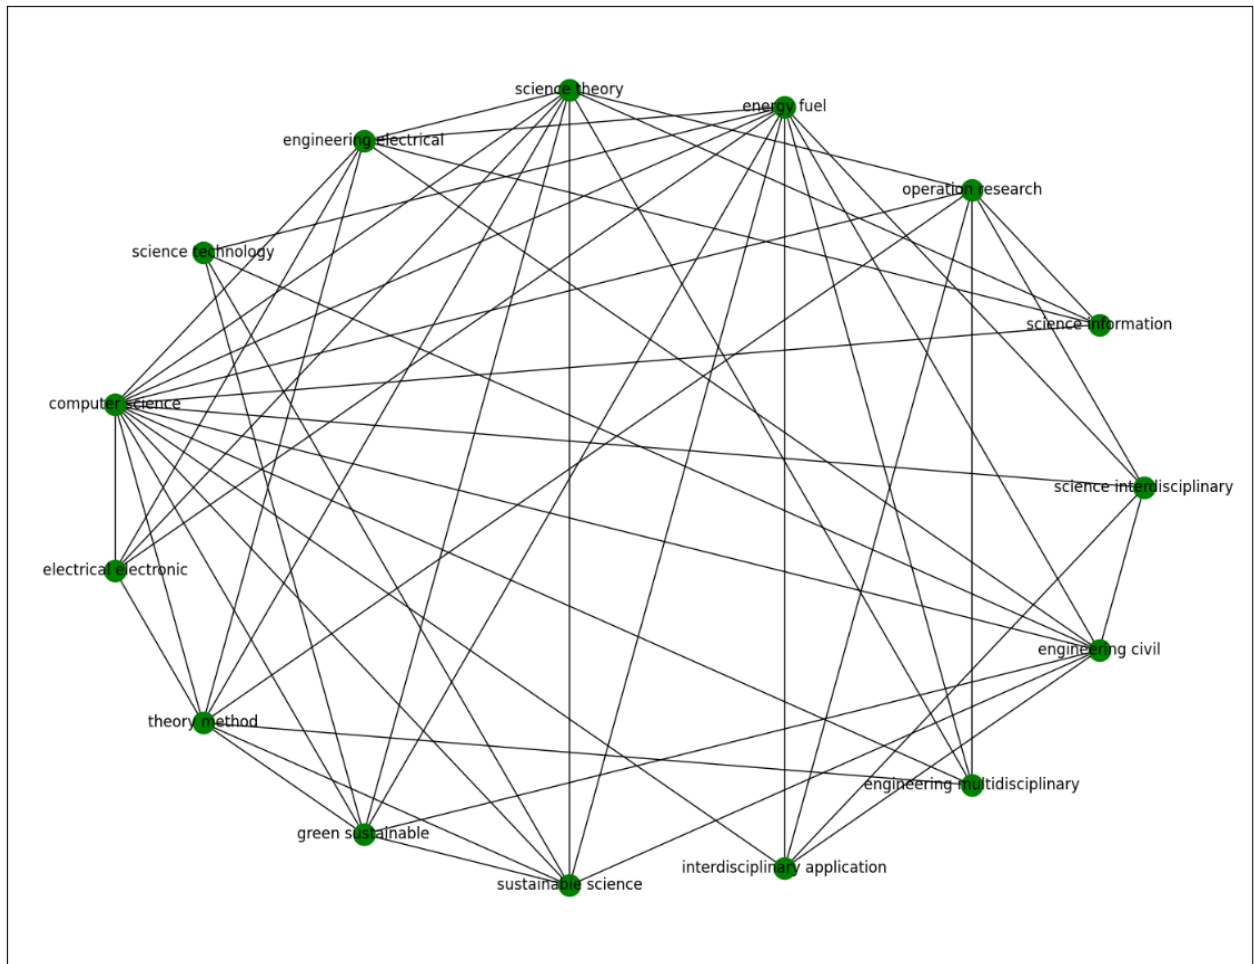 science theory
energy fuel
engineering electrical
operation research
science technology
science information
computer science
science interdisciplinary
electrical electronic
engineering civil
theory method
engineering multidisciplinary
green sustainable
interdisciplinary application
sustainable science